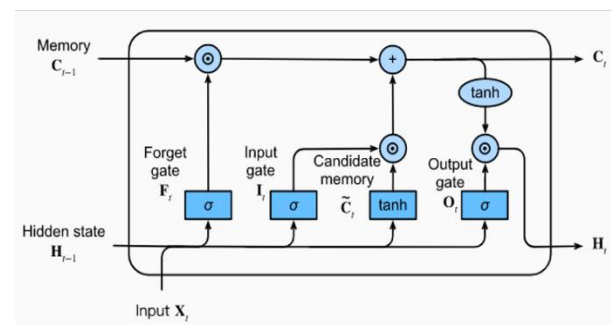 Memory
C_{t-1}
C_t
tanh
Forget
gate
F_t
Input
gate
I_t
Candidate
memory
C̃_t
Output
gate
O_t
σ
σ
tanh
σ
Hidden state
H_{t-1}
H_t
Input X_t